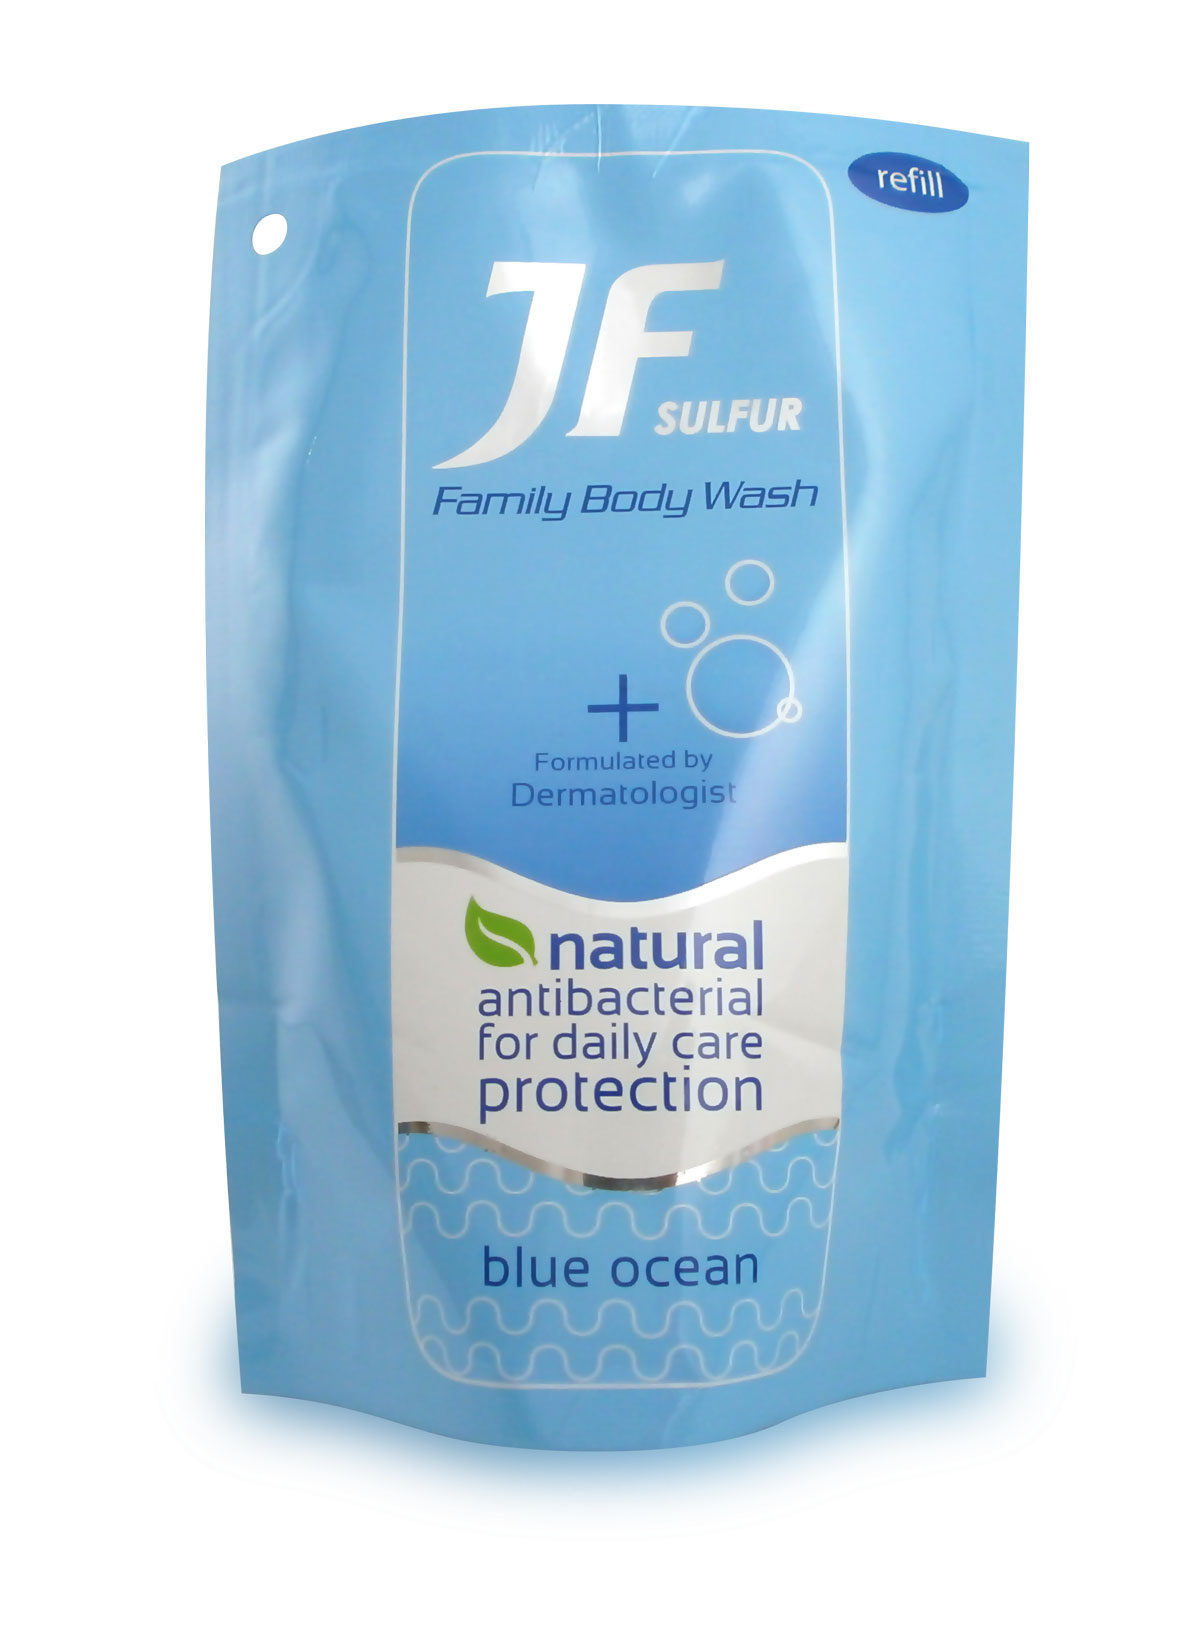 refill
JF
SULFUR
Family Body Wash
Formulated by
Dermatologist
natural
antibacterial
for daily care
protection
blue ocean